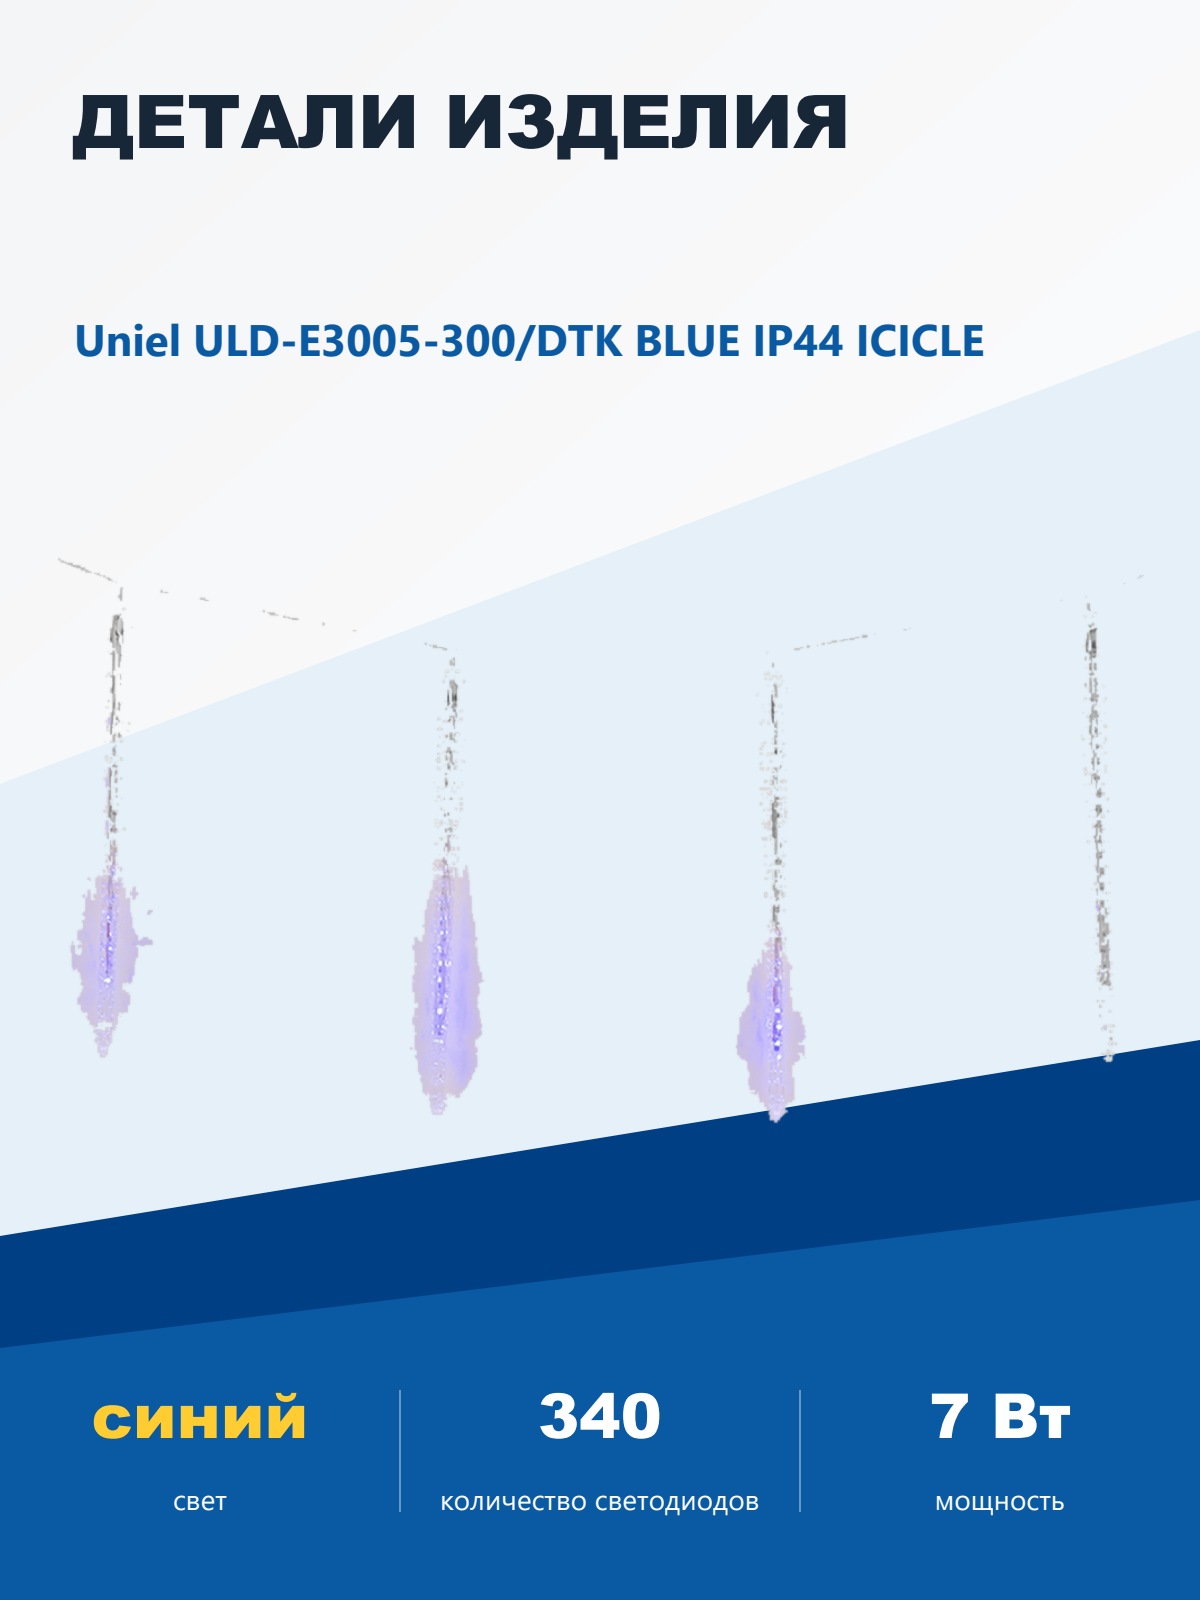 ДЕТАЛИ ИЗДЕЛИЯ
Uniel ULD-E3005-300/DTK BLUE IP44 ICICLE
синий
свет
340
количество светодиодов
7 Вт
мощность